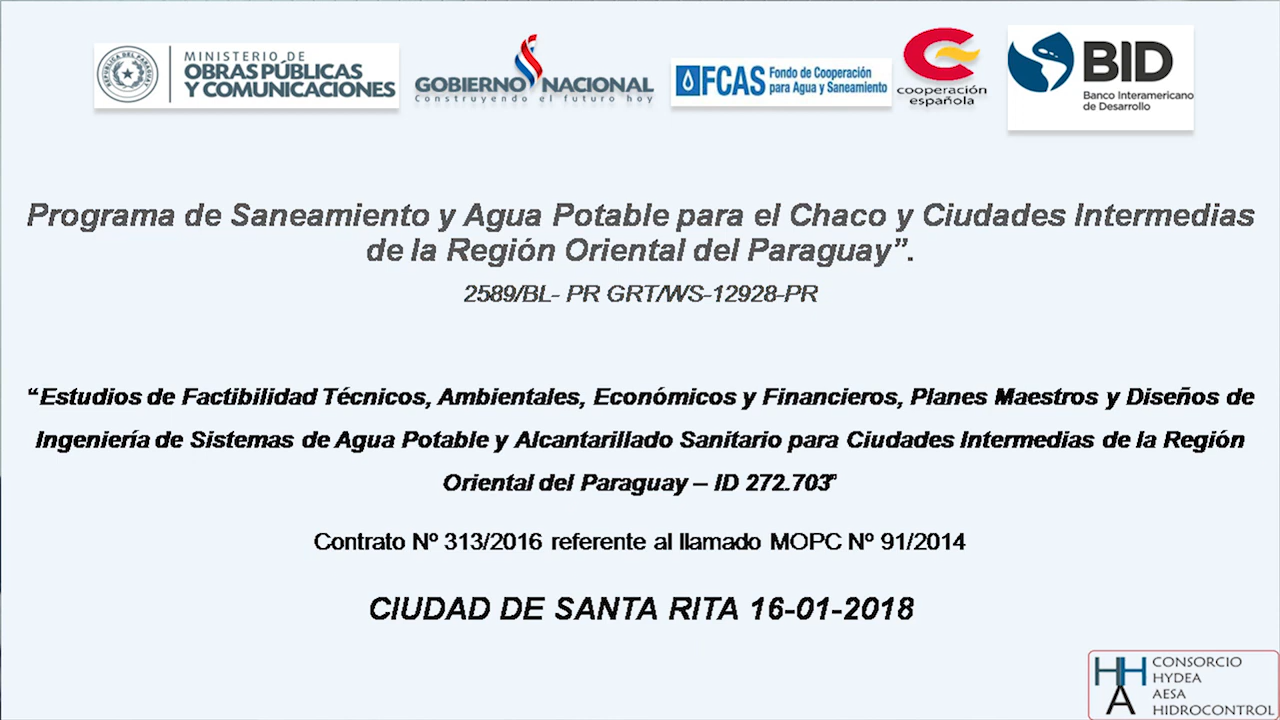 MINISTERIO DE
OBRAS PÚBLICAS
Y COMUNICACIONES
GOBIERNO NACIONAL
Construyendo el futuro hoy
FCAS Fondo de Cooperación
para Agua y Saneamiento
cooperación
española
BID
Banco Interamericano
de Desarrollo
Programa de Saneamiento y Agua Potable para el Chaco y Ciudades Intermedias
de la Región Oriental del Paraguay”.
2589/BL- PR GRT/WS-12928-PR
“Estudios de Factibilidad Técnicos, Ambientales, Económicos y Financieros, Planes Maestros y Diseños de
Ingeniería de Sistemas de Agua Potable y Alcantarillado Sanitario para Ciudades Intermedias de la Región
Oriental del Paraguay – ID 272.703”
Contrato Nº 313/2016 referente al llamado MOPC Nº 91/2014
CIUDAD DE SANTA RITA 16-01-2018
HHA
CONSORCIO
HYDEA
AESA
HIDROCONTROL